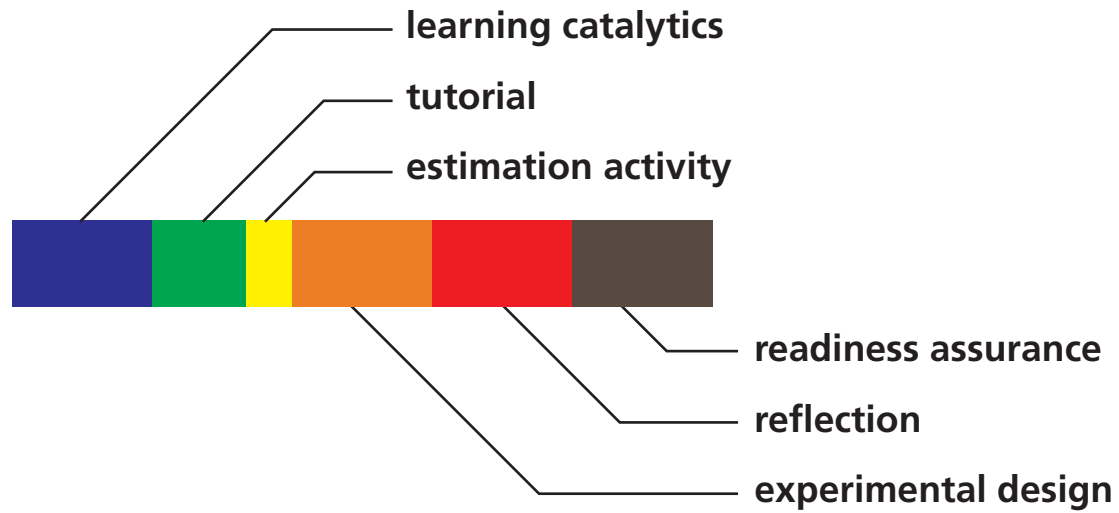 learning catalytics
tutorial
estimation activity
readiness assurance
reflection
experimental design